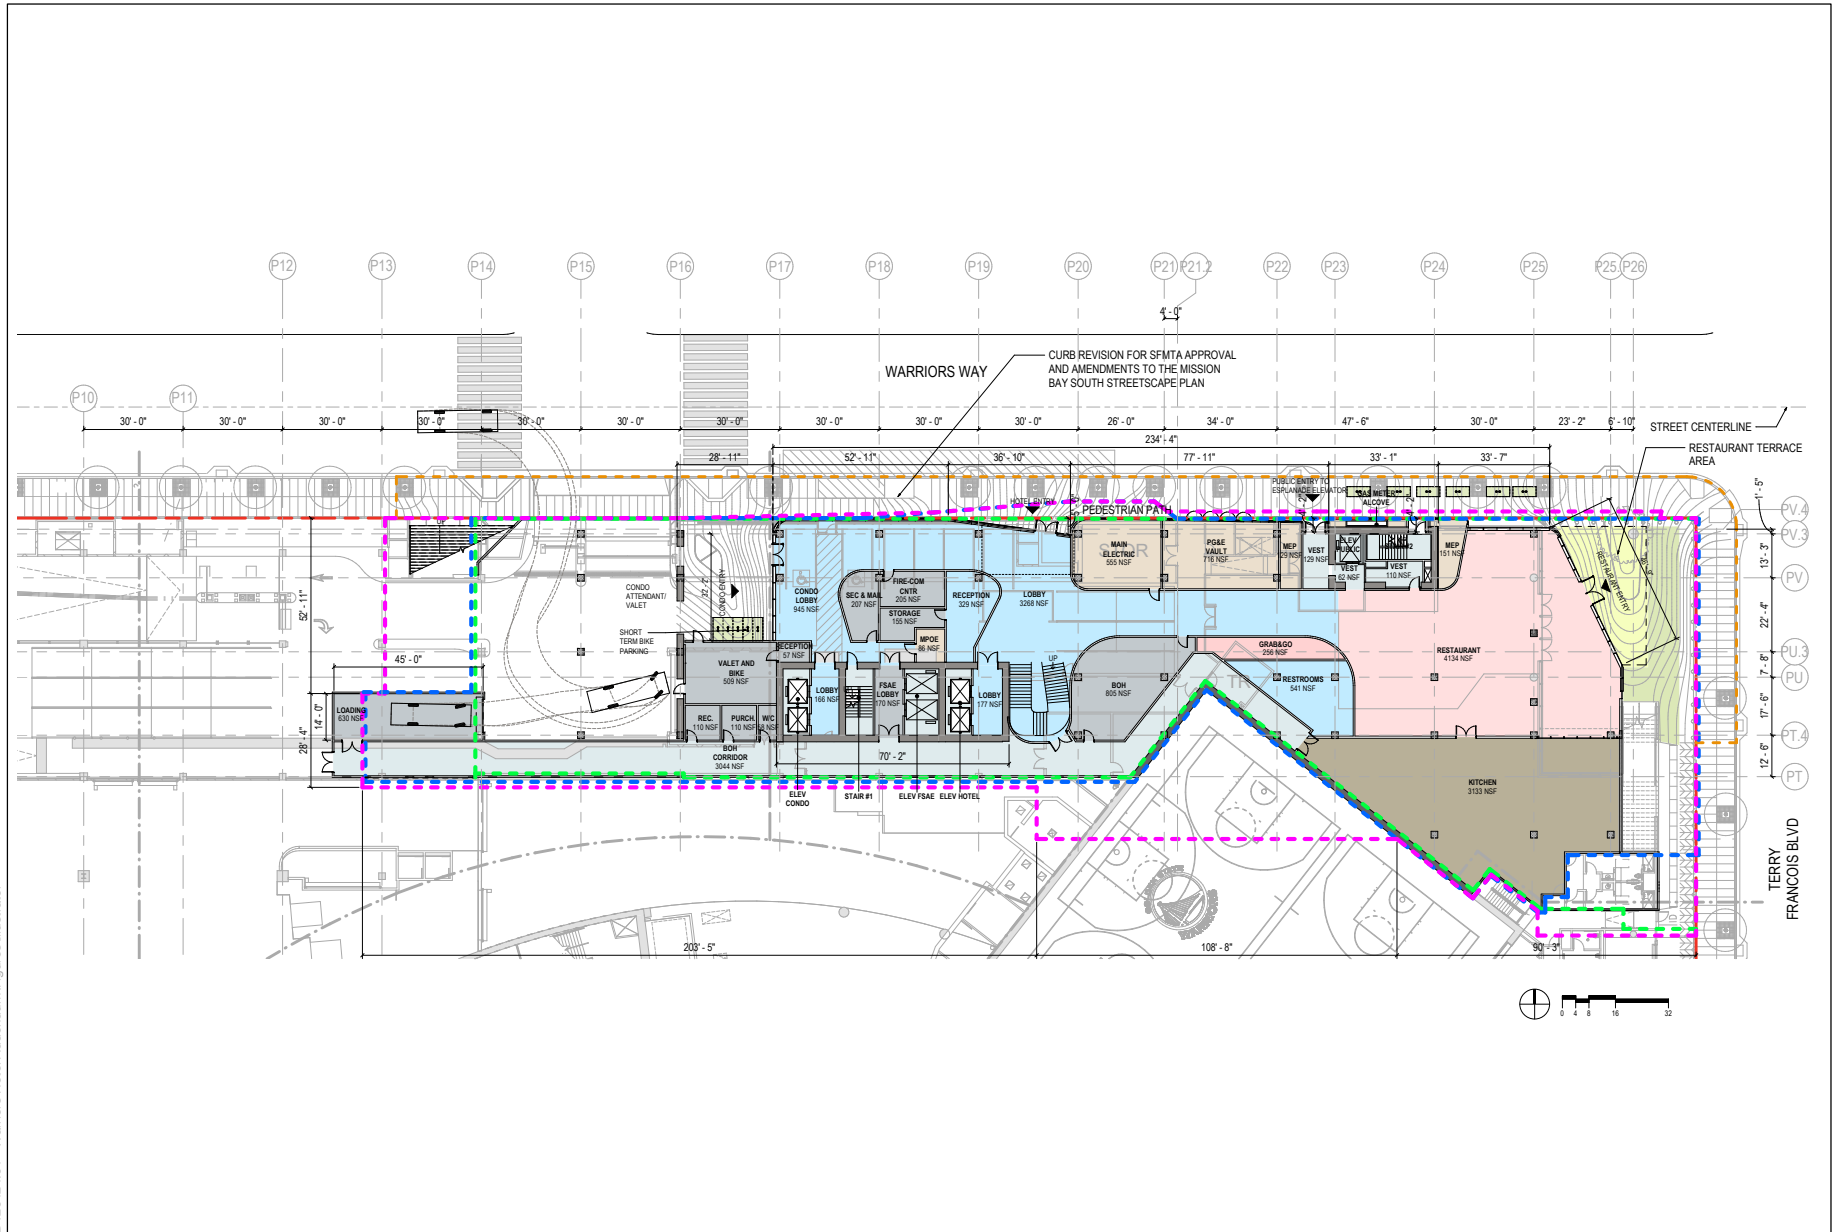 P12 P13 P14 P15 P16 P17 P18 P19 P20 P21 P21.2 P22 P23 P24 P25 P25. P26
4' - 0"
WARRIORS WAY
CURB REVISION FOR SFMTA APPROVAL
AND AMENDMENTS TO THE MISSION
BAY SOUTH STREETSCAPE PLAN
P10 P11
30' - 0" 30' - 0" 30' - 0" 30' - 0" 30' - 0" 30' - 0" 30' - 0" 30' - 0" 30' - 0" 30' - 0" 26' - 0" 34' - 0" 47' - 6" 30' - 0" 23' - 2" 6' - 10"
STREET CENTERLINE
234' - 4"
RESTAURANT TERRACE
AREA
28' - 11" 52' - 11" 36' - 10" 77' - 11" 33' - 1" 33' - 7"
PUBLIC ENTRY TO
ESPLANADE ELEVATOR
GAS METER
ALCOVE
HOTEL ENTRY
PEDESTRIAN PATH
1' - 5"
PV.4
PV.3
13' - 3"
PV
22' - 4"
PU.3
7' - 8"
PU
17' - 6"
PT.4
12' - 6"
PT
UP
MAIN
ELECTRIC
555 NSF
PG&E
VAULT
716 NSF
MEP
29 NSF
VEST
129 NSF
ELEV
PUBLIC
VEST
62 NSF
VEST
110 NSF
MEP
151 NSF
RESTAURANT ENTRY
CONDO
ATTENDANT/
VALET
CONDO ENTRY
32' - 2"
CONDO
LOBBY
945 NSF
SEC & MAIL
207 NSF
FIRE-COM
CNTR
205 NSF
STORAGE
155 NSF
MPOE
86 NSF
RECEPTION
329 NSF
LOBBY
3268 NSF
52' - 11"
SHORT
TERM BIKE
PARKING
RECEPTION
57 NSF
GRAB&GO
256 NSF
RESTAURANT
4134 NSF
45' - 0"
VALET AND
BIKE
509 NSF
LOBBY
166 NSF
FSAE
LOBBY
170 NSF
LOBBY
177 NSF
UP
BOH
805 NSF
RESTROOMS
541 NSF
LOADING
630 NSF
14' - 0"
28' - 4"
REC.
110 NSF
PURCH.
110 NSF
W/C
BOH
CORRIDOR
3044 NSF
70' - 2"
KITCHEN
3133 NSF
ELEV
CONDO
STAIR #1
ELEV FSAE
ELEV HOTEL
TERRY
FRANCOIS BLVD
203' - 5" 108' - 8" 90' - 3"
0 4 8 16 32